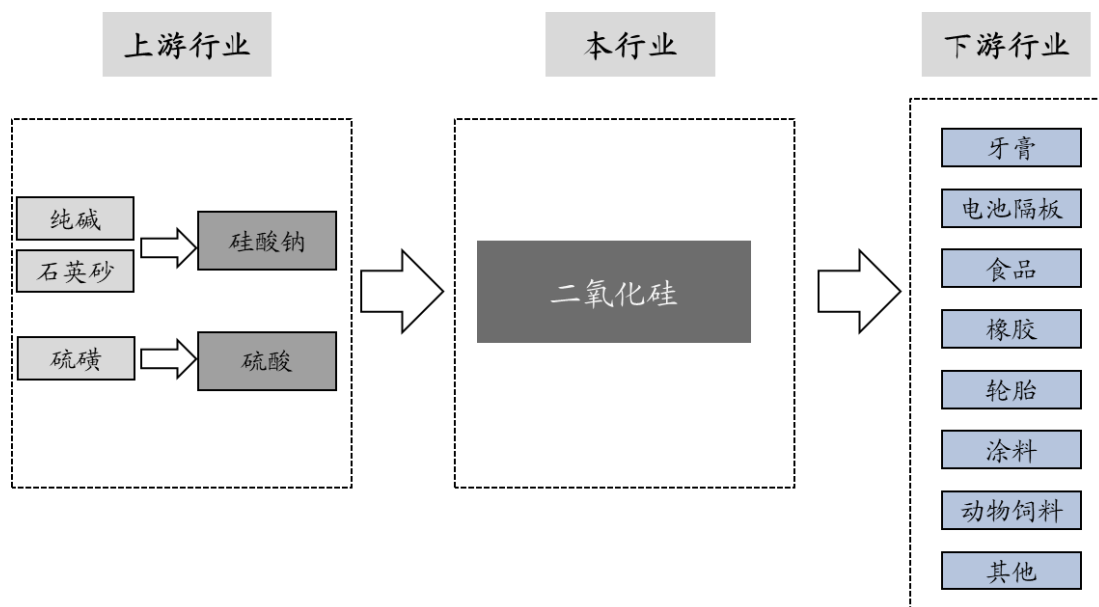 上游行业
本行业
下游行业
纯碱
石英砂
硅酸钠
硫磺
硫酸
二氧化硅
牙膏
电池隔板
食品
橡胶
轮胎
涂料
动物饲料
其他